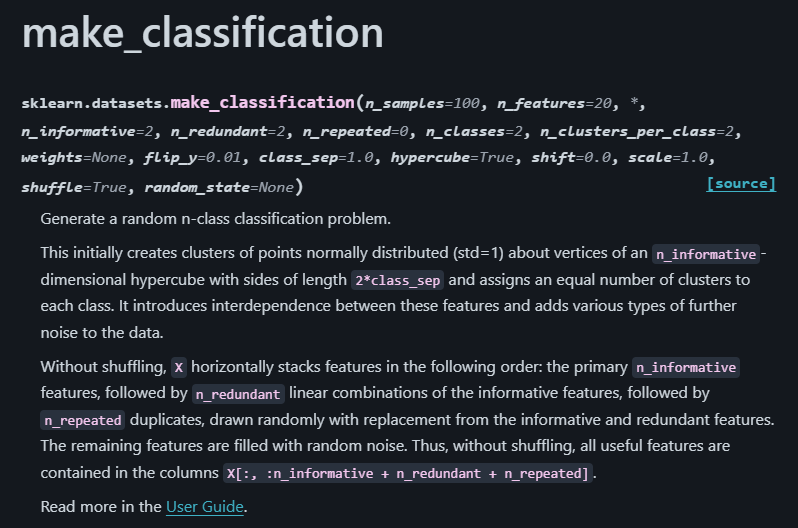 make_classification
sklearn.datasets.make_classification(n_samples=100, n_features=20, *,
n_informative=2, n_redundant=2, n_repeated=0, n_classes=2, n_clusters_per_class=2,
weights=None, flip_y=0.01, class_sep=1.0, hypercube=True, shift=0.0, scale=1.0,
shuffle=True, random_state=None)
[source]
Generate a random n-class classification problem.
This initially creates clusters of points normally distributed (std=1) about vertices of an n_informative-
dimensional hypercube with sides of length 2*class_sep and assigns an equal number of clusters to
each class. It introduces interdependence between these features and adds various types of further
noise to the data.
Without shuffling, X horizontally stacks features in the following order: the primary n_informative
features, followed by n_redundant linear combinations of the informative features, followed by
n_repeated duplicates, drawn randomly with replacement from the informative and redundant features.
The remaining features are filled with random noise. Thus, without shuffling, all useful features are
contained in the columns X[:, :n_informative + n_redundant + n_repeated].
Read more in the User Guide.